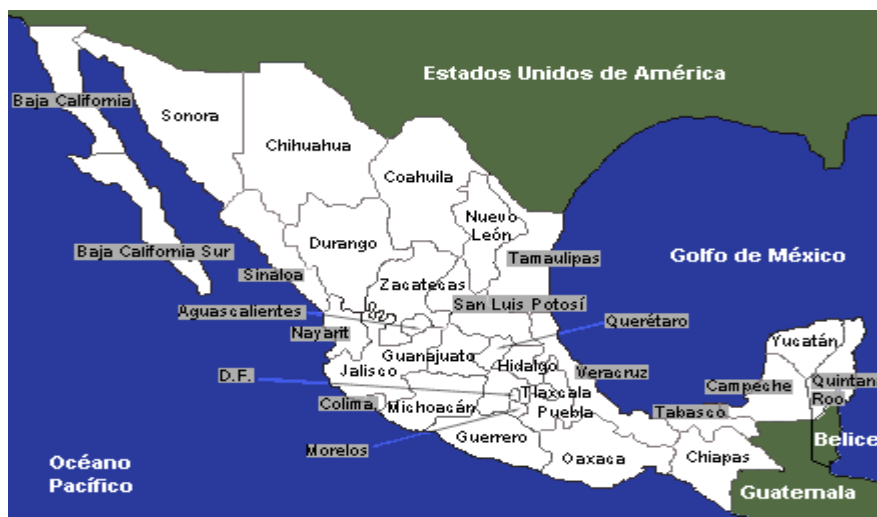 Estados Unidos de América
Baja California
Sonora
Chihuahua
Coahuila
Nuevo
León
Durango
Baja California Sur
Tamaulipas
Golfo de México
Sinaloa
Zacatecas
San Luis Potosí
Aguascalientes
Querétaro
Nayarit
Yucatán
Guanajuato
Hidalgo
Jalisco
Veracruz
D.F.
Campeche
Quintan
Roo
Tlaxcala
Colima
Michoacán
Puebla
Tabasco
Guerrero
Belice
Morelos
Oaxaca
Chiapas
Océano
Pacífico
Guatemala